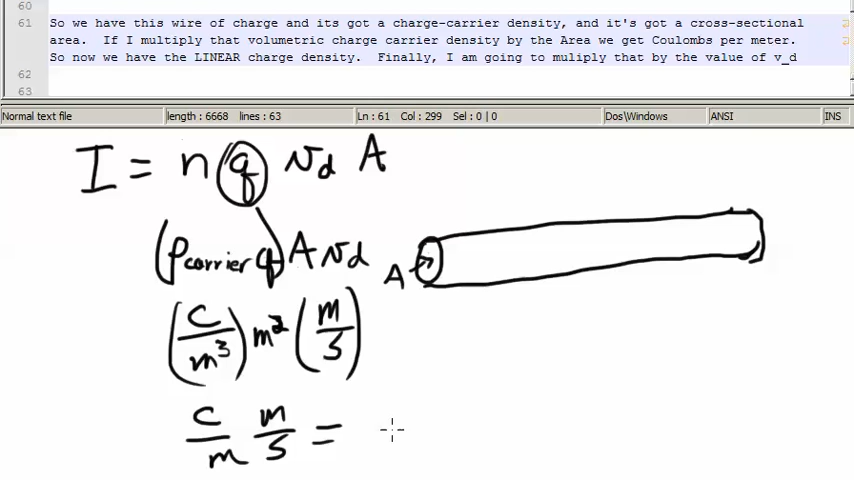 60
61 So we have this wire of charge and its got a charge-carrier density, and it's got a cross-sectional
area.  If I multiply that volumetric charge carrier density by the Area we get Coulombs per meter.
So now we have the LINEAR charge density.  Finally, I am going to muliply that by the value of v_d
62
63
Normal text file length : 6668 lines : 63 Ln : 61 Col : 299 Sel : 0 | 0 Dos\Windows ANSI INS
I = n q v_d A
(ρ_carrier q) A v_d
A
(C/m³) m² (m/s)
C/m m/s =